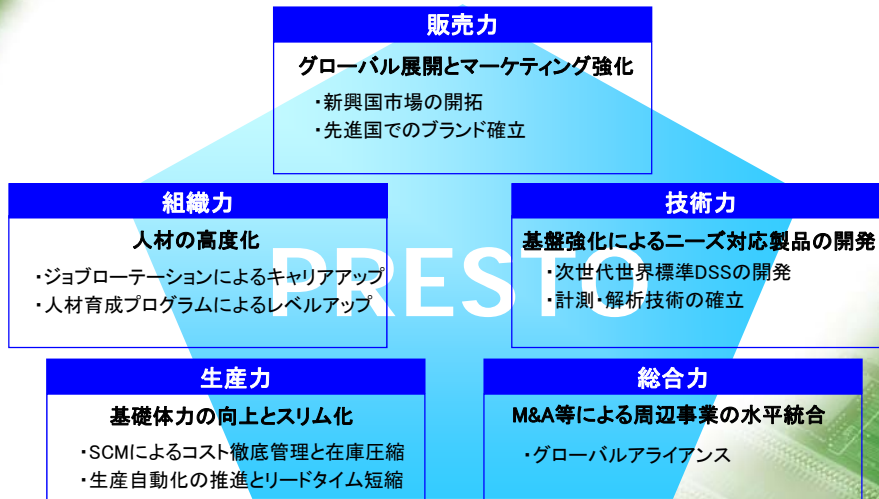 販売力
グローバル展開とマーケティング強化
・新興国市場の開拓
・先進国でのブランド確立
組織力
人材の高度化
・ジョブローテーションによるキャリアアップ
・人材育成プログラムによるレベルアップ
技術力
基盤強化によるニーズ対応製品の開発
・次世代世界標準DSSの開発
・計測・解析技術の確立
PRESTO
生産力
基礎体力の向上とスリム化
・SCMによるコスト徹底管理と在庫圧縮
・生産自動化の推進とリードタイム短縮
総合力
M&A等による周辺事業の水平統合
・グローバルアライアンス